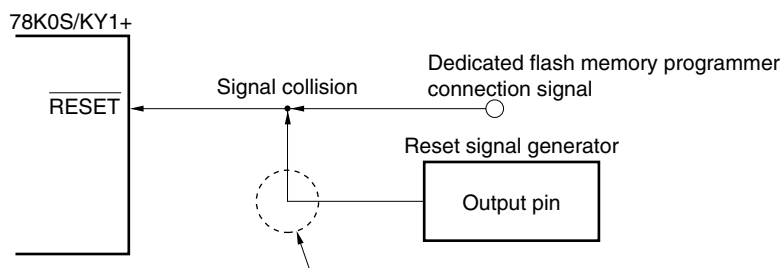 78K0S/KY1+
Dedicated flash memory programmer
connection signal
Signal collision
RESET
Reset signal generator
Output pin